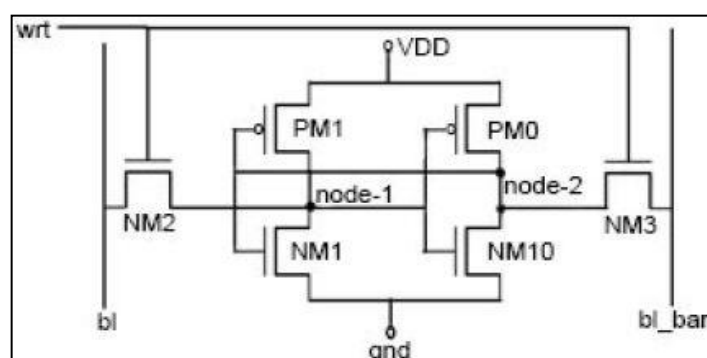 wrt
VDD
PM1
PM0
node-1
node-2
NM2
NM1
NM10
NM3
bl
gnd
bl_bar